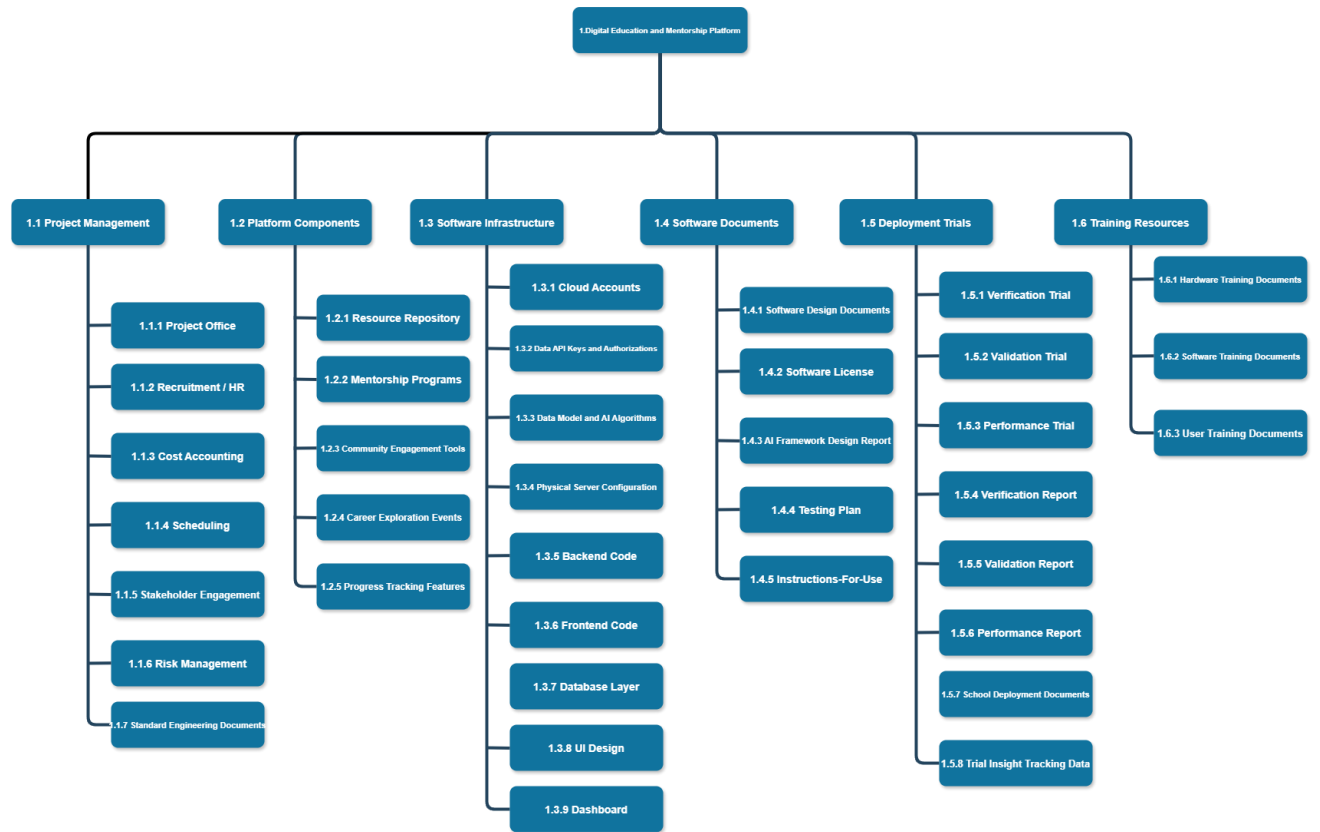 1.Digital Education and Mentorship Platform
1.1 Project Management
1.2 Platform Components
1.3 Software Infrastructure
1.4 Software Documents
1.5 Deployment Trials
1.6 Training Resources
1.1.1 Project Office
1.1.2 Recruitment / HR
1.1.3 Cost Accounting
1.1.4 Scheduling
1.1.5 Stakeholder Engagement
1.1.6 Risk Management
1.1.7 Standard Engineering Documents
1.2.1 Resource Repository
1.2.2 Mentorship Programs
1.2.3 Community Engagement Tools
1.2.4 Career Exploration Events
1.2.5 Progress Tracking Features
1.3.1 Cloud Accounts
1.3.2 Data API Keys and Authorizations
1.3.3 Data Model and AI Algorithms
1.3.4 Physical Server Configuration
1.3.5 Backend Code
1.3.6 Frontend Code
1.3.7 Database Layer
1.3.8 UI Design
1.3.9 Dashboard
1.4.1 Software Design Documents
1.4.2 Software License
1.4.3 AI Framework Design Report
1.4.4 Testing Plan
1.4.5 Instructions-For-Use
1.5.1 Verification Trial
1.5.2 Validation Trial
1.5.3 Performance Trial
1.5.4 Verification Report
1.5.5 Validation Report
1.5.6 Performance Report
1.5.7 School Deployment Documents
1.5.8 Trial Insight Tracking Data
1.6.1 Hardware Training Documents
1.6.2 Software Training Documents
1.6.3 User Training Documents